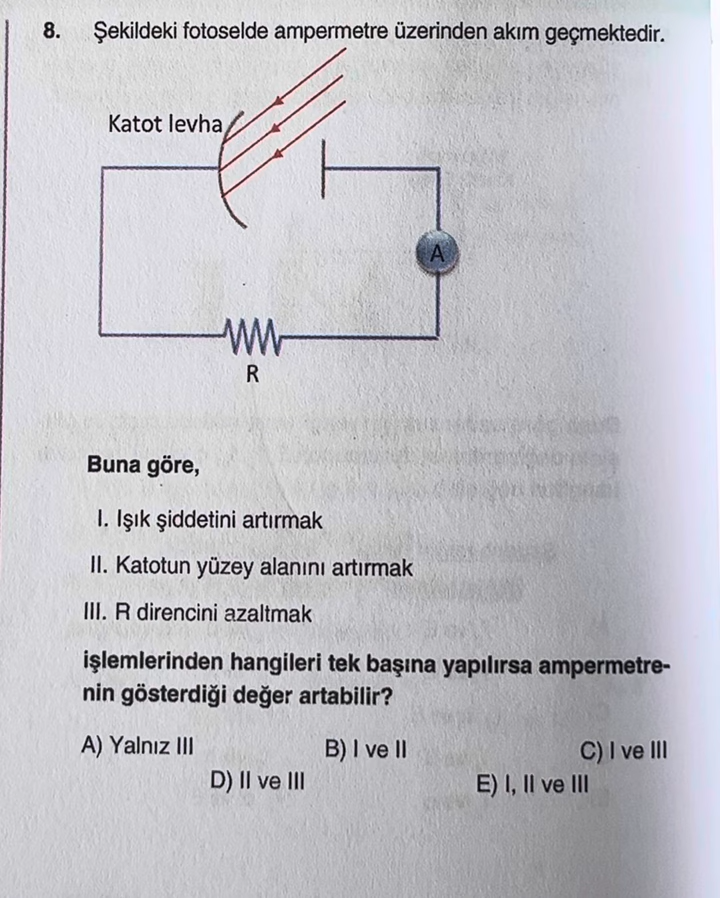 8. Şekildeki fotoselde ampermetre üzerinden akım geçmektedir.
Katot levha
A
R
Buna göre,
I. Işık şiddetini artırmak
II. Katotun yüzey alanını artırmak
III. R direncini azaltmak
işlemlerinden hangileri tek başına yapılırsa ampermetre-
nin gösterdiği değer artabilir?
A) Yalnız III B) I ve II C) I ve III
D) II ve III E) I, II ve III